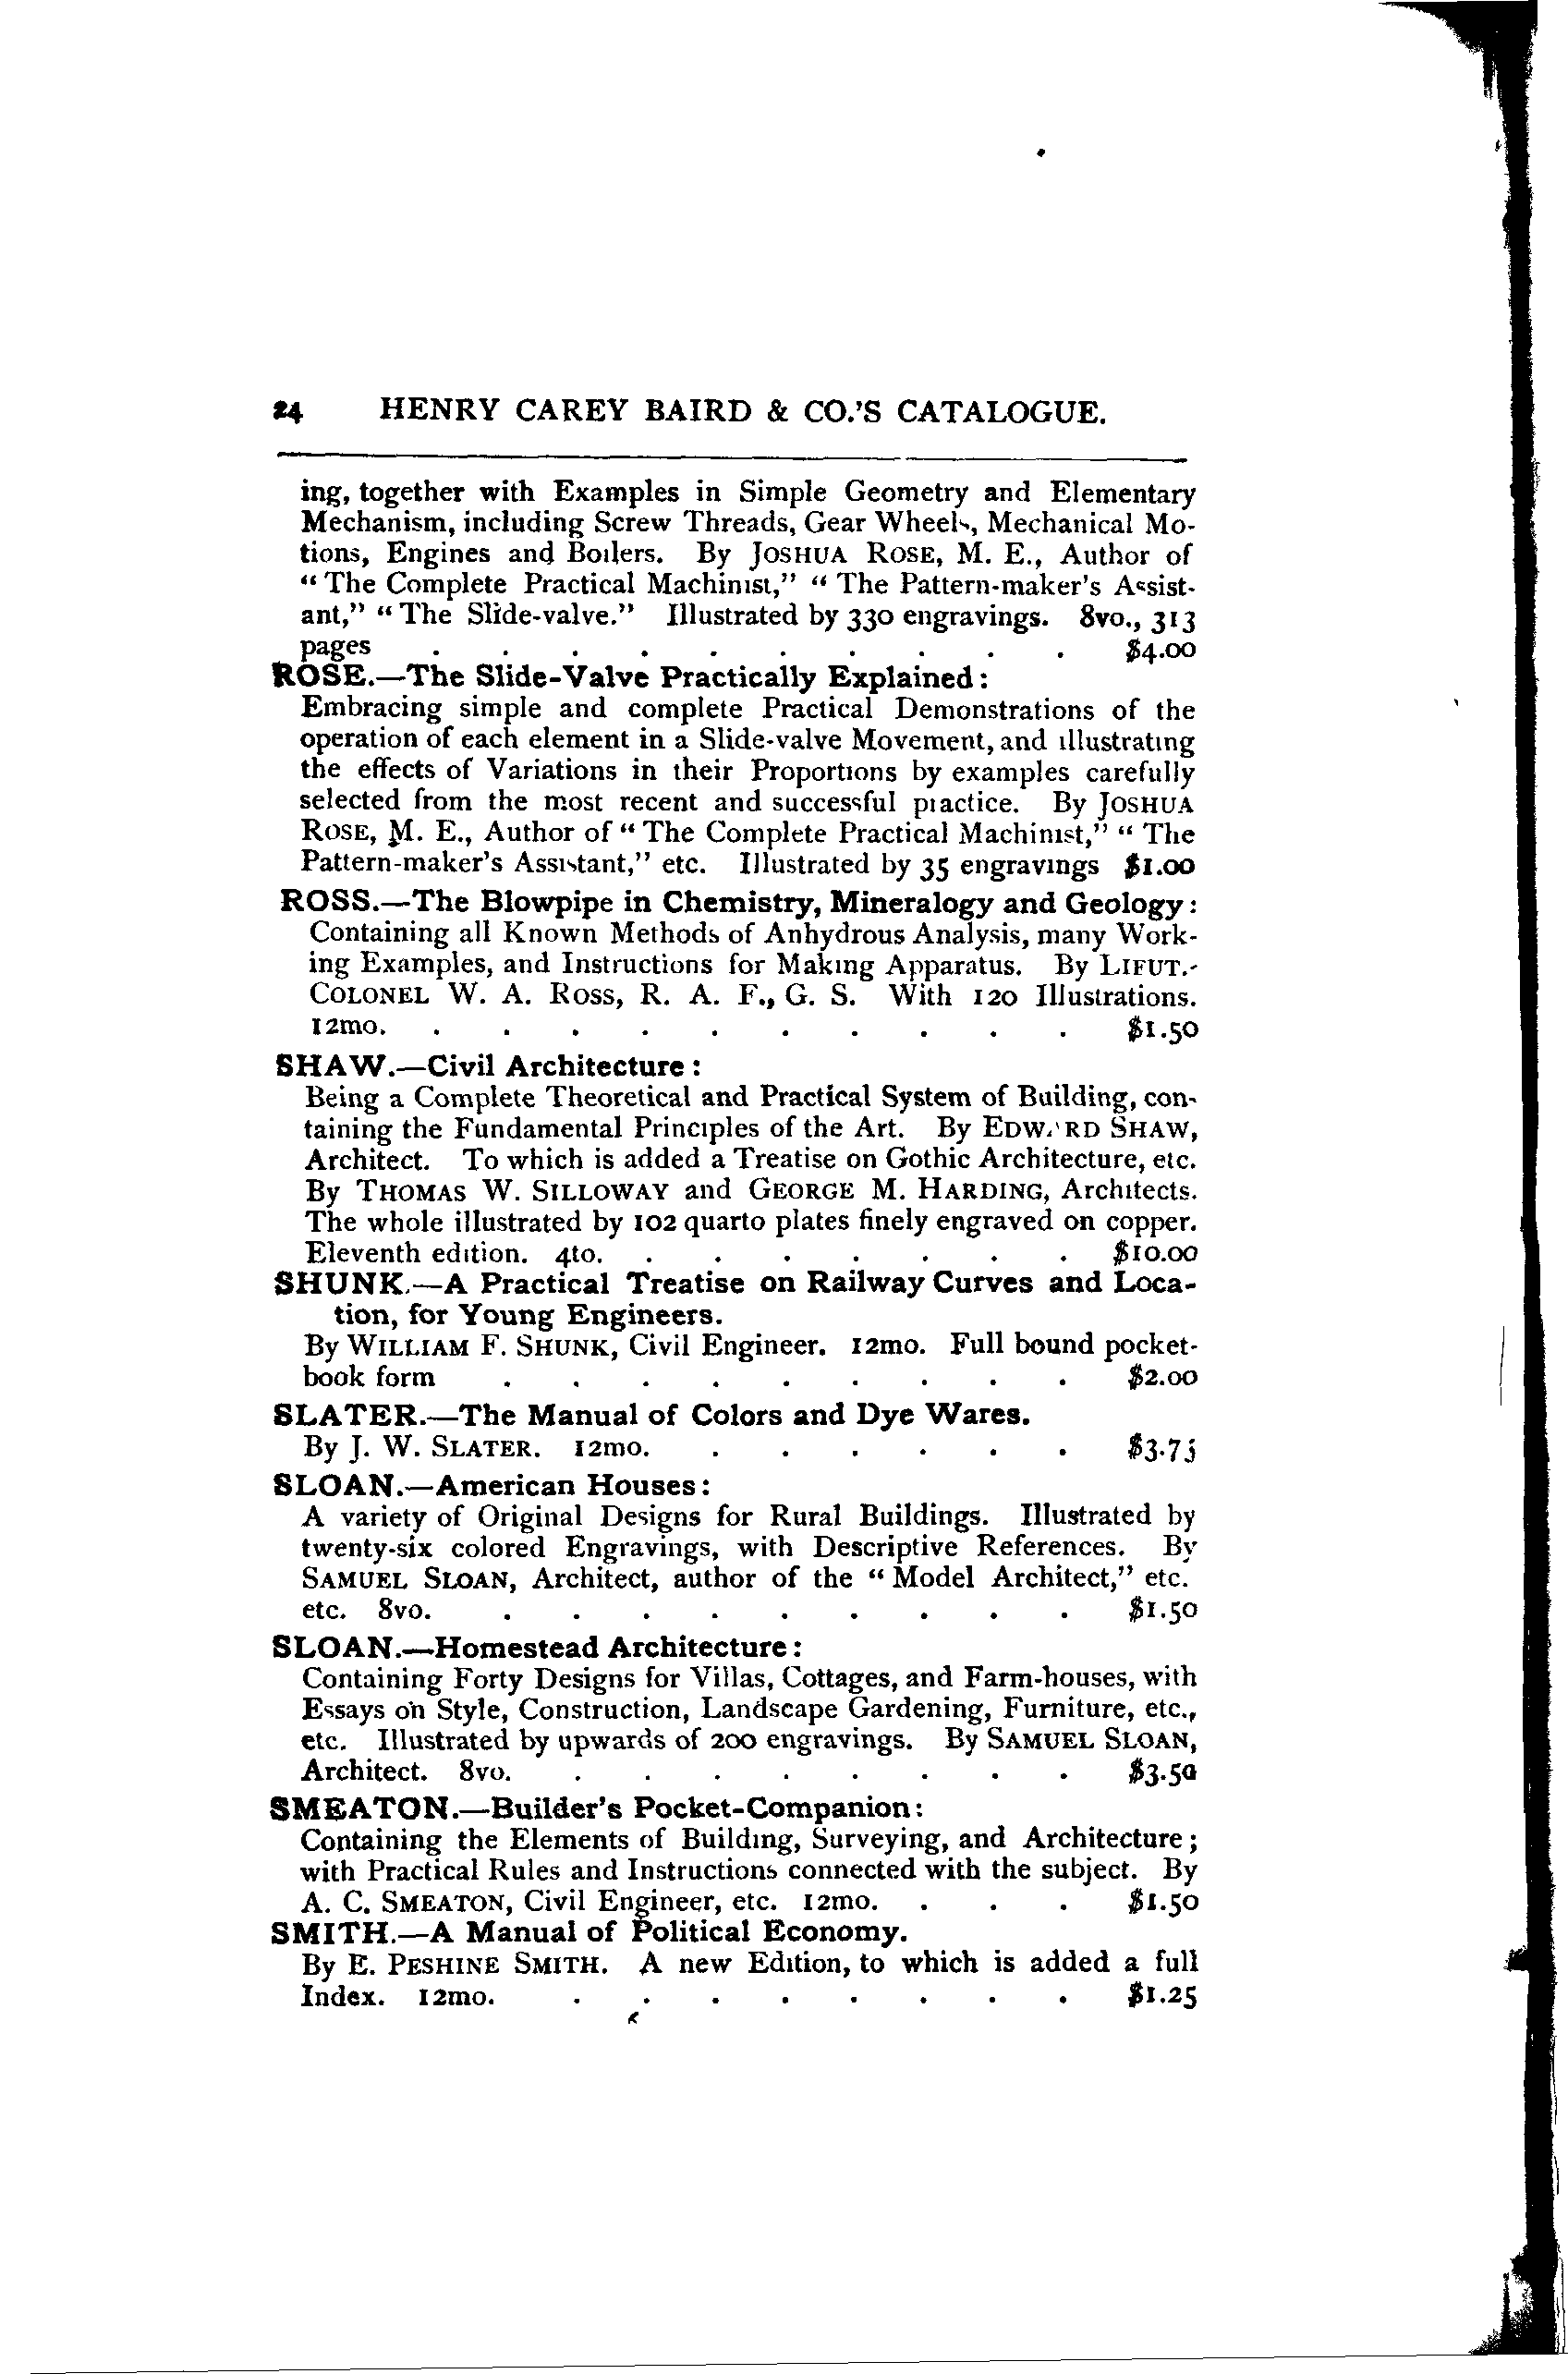 24 HENRY CAREY BAIRD & CO.'S CATALOGUE.
ing, together with Examples in Simple Geometry and Elementary
Mechanism, including Screw Threads, Gear Wheels, Mechanical Mo-
tions, Engines and Boilers. By JOSHUA ROSE, M. E., Author of
"The Complete Practical Machinist," "The Pattern-maker's Assist-
ant," "The Slide-valve." Illustrated by 330 engravings. 8vo., 313
pages . . . . . . . . . . $4.00
ROSE.—The Slide-Valve Practically Explained:
Embracing simple and complete Practical Demonstrations of the
operation of each element in a Slide-valve Movement, and illustrating
the effects of Variations in their Proportions by examples carefully
selected from the most recent and successful practice. By JOSHUA
ROSE, M. E., Author of "The Complete Practical Machinist," "The
Pattern-maker's Assistant," etc. Illustrated by 35 engravings $1.00
ROSS.—The Blowpipe in Chemistry, Mineralogy and Geology:
Containing all Known Methods of Anhydrous Analysis, many Work-
ing Examples, and Instructions for Making Apparatus. By LIEUT.-
COLONEL W. A. ROSS, R. A. F., G. S. With 120 Illustrations.
12mo. . . . . . . . . . . $1.50
SHAW.—Civil Architecture:
Being a Complete Theoretical and Practical System of Building, con-
taining the Fundamental Principles of the Art. By EDWARD SHAW,
Architect. To which is added a Treatise on Gothic Architecture, etc.
By THOMAS W. SILLOWAY and GEORGE M. HARDING, Architects.
The whole illustrated by 102 quarto plates finely engraved on copper.
Eleventh edition. 4to. . . . . . . . $10.00
SHUNK.—A Practical Treatise on Railway Curves and Loca-
tion, for Young Engineers.
By WILLIAM F. SHUNK, Civil Engineer. 12mo. Full bound pocket-
book form . . . . . . . . . $2.00
SLATER.—The Manual of Colors and Dye Wares.
By J. W. SLATER. 12mo. . . . . . . $3.75
SLOAN.—American Houses:
A variety of Original Designs for Rural Buildings. Illustrated by
twenty-six colored Engravings, with Descriptive References. By
SAMUEL SLOAN, Architect, author of the "Model Architect," etc.
etc. 8vo. . . . . . . . . . $1.50
SLOAN.—Homestead Architecture:
Containing Forty Designs for Villas, Cottages, and Farm-houses, with
Essays on Style, Construction, Landscape Gardening, Furniture, etc.,
etc. Illustrated by upwards of 200 engravings. By SAMUEL SLOAN,
Architect. 8vo. . . . . . . . . $3.50
SMEATON.—Builder's Pocket-Companion:
Containing the Elements of Building, Surveying, and Architecture;
with Practical Rules and Instructions connected with the subject. By
A. C. SMEATON, Civil Engineer, etc. 12mo. . . . $1.50
SMITH.—A Manual of Political Economy.
By E. PESHINE SMITH. A new Edition, to which is added a full
Index. 12mo. . . . . . . . . $1.25